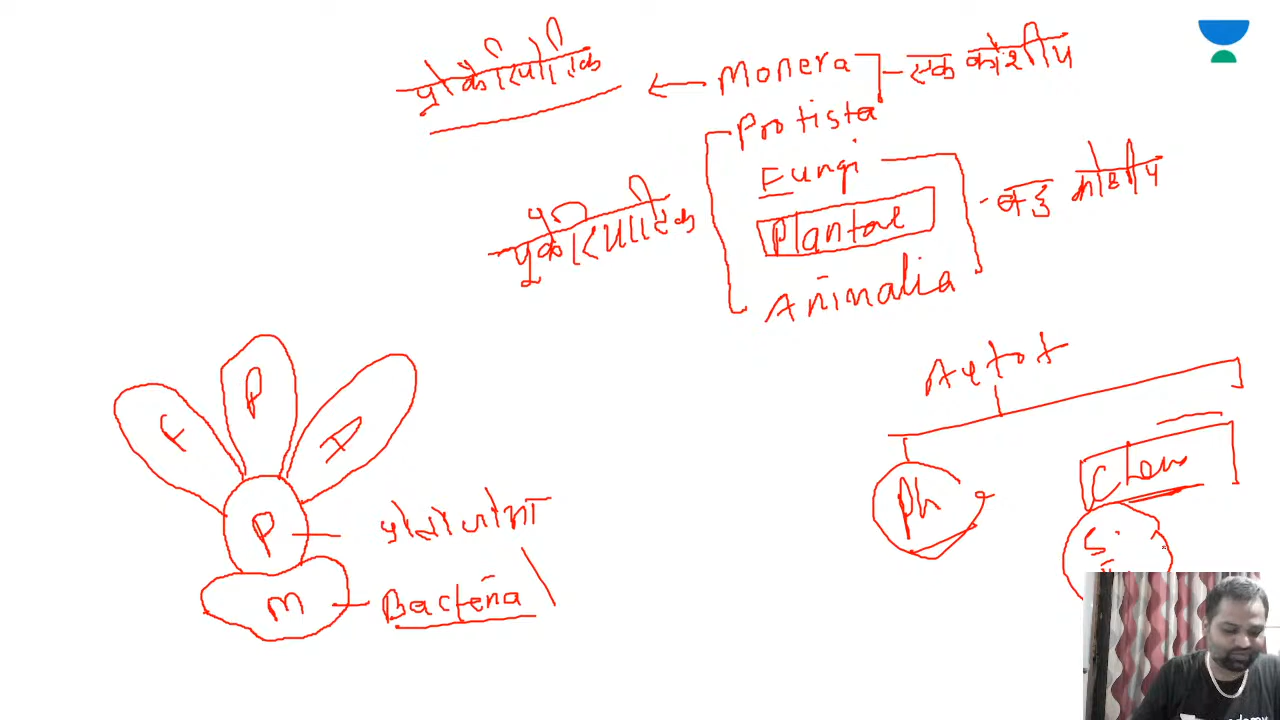 प्रोकैरियोटिक
Monera
एक कोशीय
Protista
Fungi
यूकेरियोटिक
Plantae
बहु कोशीय
Animalia
Autot
F
P
A
Ph
Chem
P
प्रोटोजोआ
S
M
Bacteria